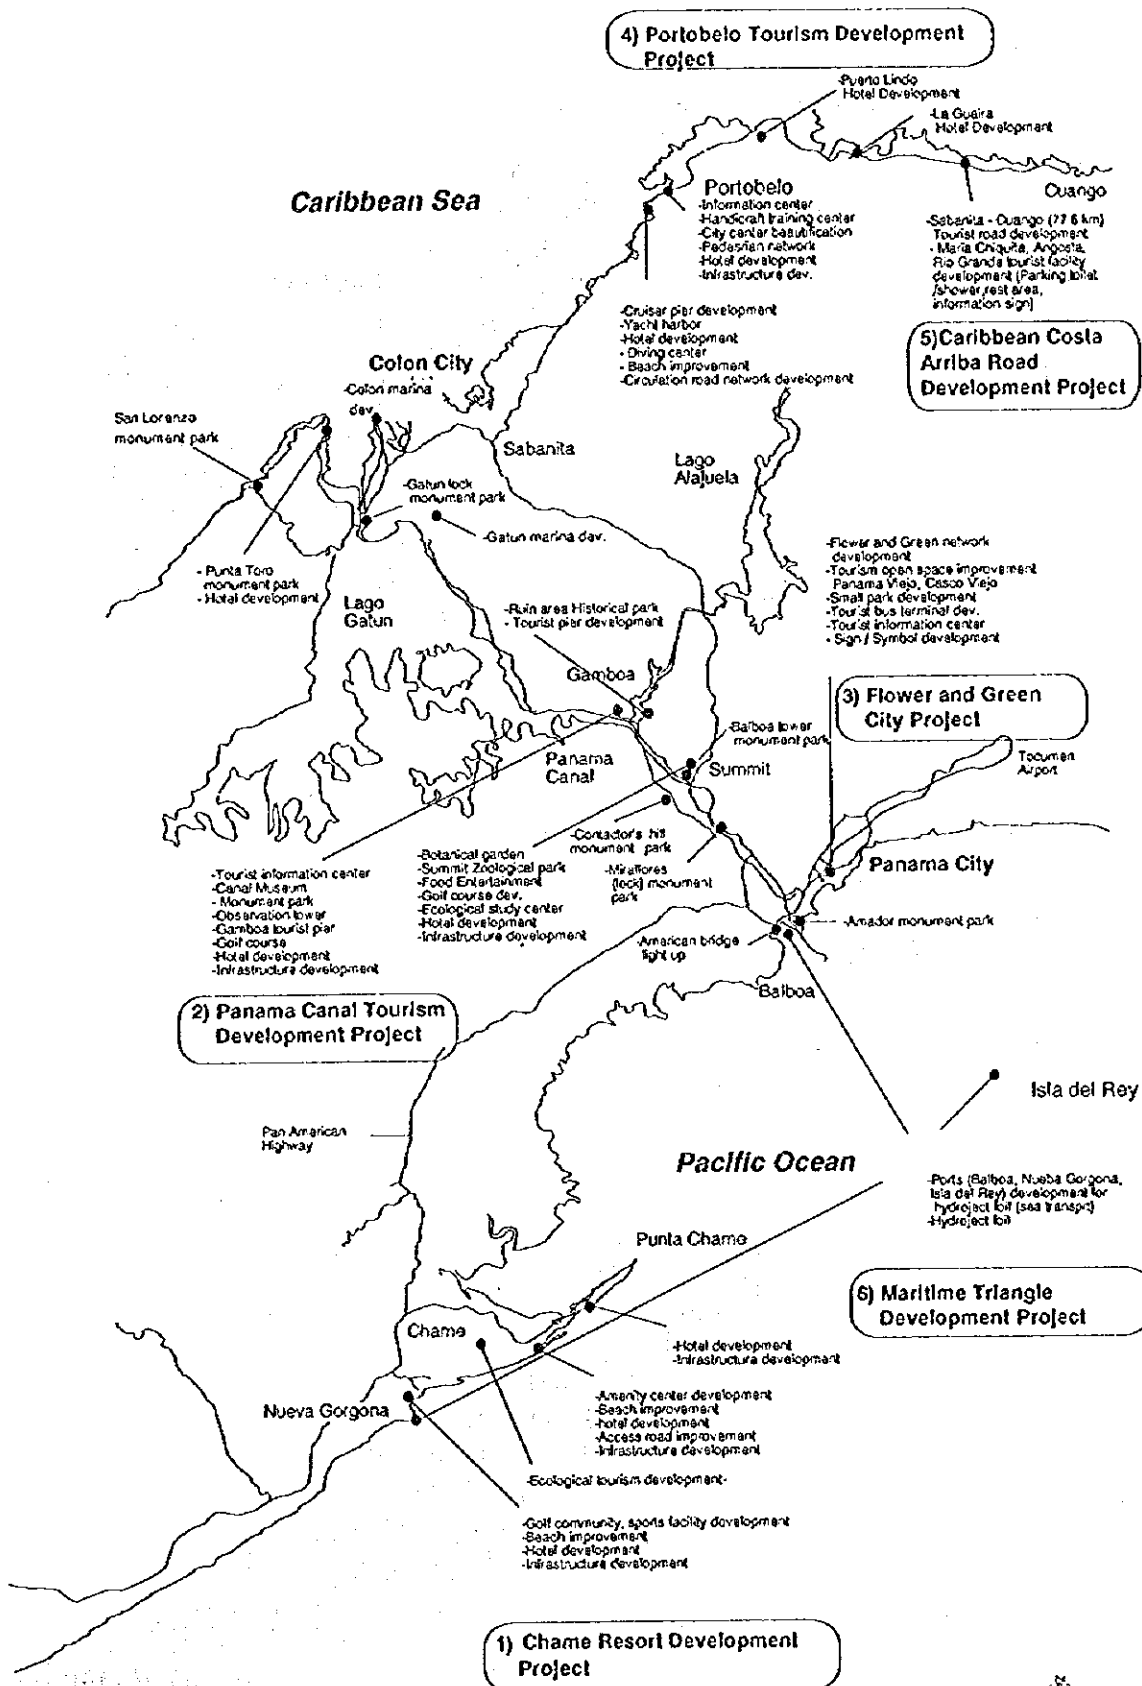 4) Portobelo Tourism Development
Project
-Puerto Lindo
Hotel Development
-La Guaira
Hotel Development
Caribbean Sea
Portobelo
-Information center
-Handicraft training center
-City center beautification
-Pedestrian network
-Hotel development
-Infrastructure dev.
Cuango
-Sabanita - Cuango (77.6 km)
Tourist road development
- Maria Chiquita, Angosta,
Rio Grande tourist facility
development (Parking toilet
/shower, rest area,
information sign)
-Cruiser pier development
-Yacht harbor
-Hotel development
- Diving center
- Beach improvement
-Circulation road network development
5)Caribbean Costa
Arriba Road
Development Project
Colon City
-Colon marina
dev.
San Lorenzo
monument park
Sabanita
Lago
Alajuela
-Gatun lock
monument park
-Gatun marina dev.
- Punta Toro
monument park
- Hotel development
Lago
Gatun
-Flower and Green network
development
-Tourism open space improvement
Panama Viejo, Casco Viejo
-Small park development
-Tourist bus terminal dev.
-Tourist information center
- Sign / Symbol development
-Ruin area Historical park
- Tourist pier development
Gamboa
3) Flower and Green
City Project
-Balboa tower
monument park
Panama
Canal
Summit
Tocumen
Airport
-Contactor's hill
monument park
-Miraflores
(lock) monument
park
Panama City
-Tourist information center
-Canal Museum
- Monument park
-Observation tower
-Gamboa tourist pier
-Golf course
-Hotel development
-Infrastructure development
-Botanical garden
-Summit Zoological park
-Food Entertainment
-Golf course dev.
-Ecological study center
-Hotel development
-Infrastructure development
-Amador monument park
-American bridge
light up
Balboa
2) Panama Canal Tourism
Development Project
Isla del Rey
Pan American
Highway
Pacific Ocean
-Ports (Balboa, Nueba Gorgona,
Isla del Rey) development for
hydroject foil (sea transpt)
-Hydroject foil
Punta Chame
6) Maritime Triangle
Development Project
Chame
-Hotel development
-Infrastructure development
Nueva Gorgona
-Amenity center development
-Beach improvement
-hotel development
-Access road improvement
-Infrastructure development
-Ecological tourism development-
-Golf community, sports facility development
-Beach improvement
-Hotel development
-Infrastructure development
1) Chame Resort Development
Project